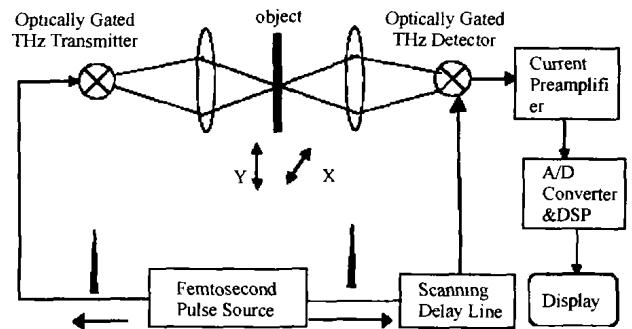 Optically Gated
THz Transmitter
object
Optically Gated
THz Detector
Current
Preamplifi
er
Y
X
A/D
Converter
&DSP
Femtosecond
Pulse Source
Scanning
Delay Line
Display